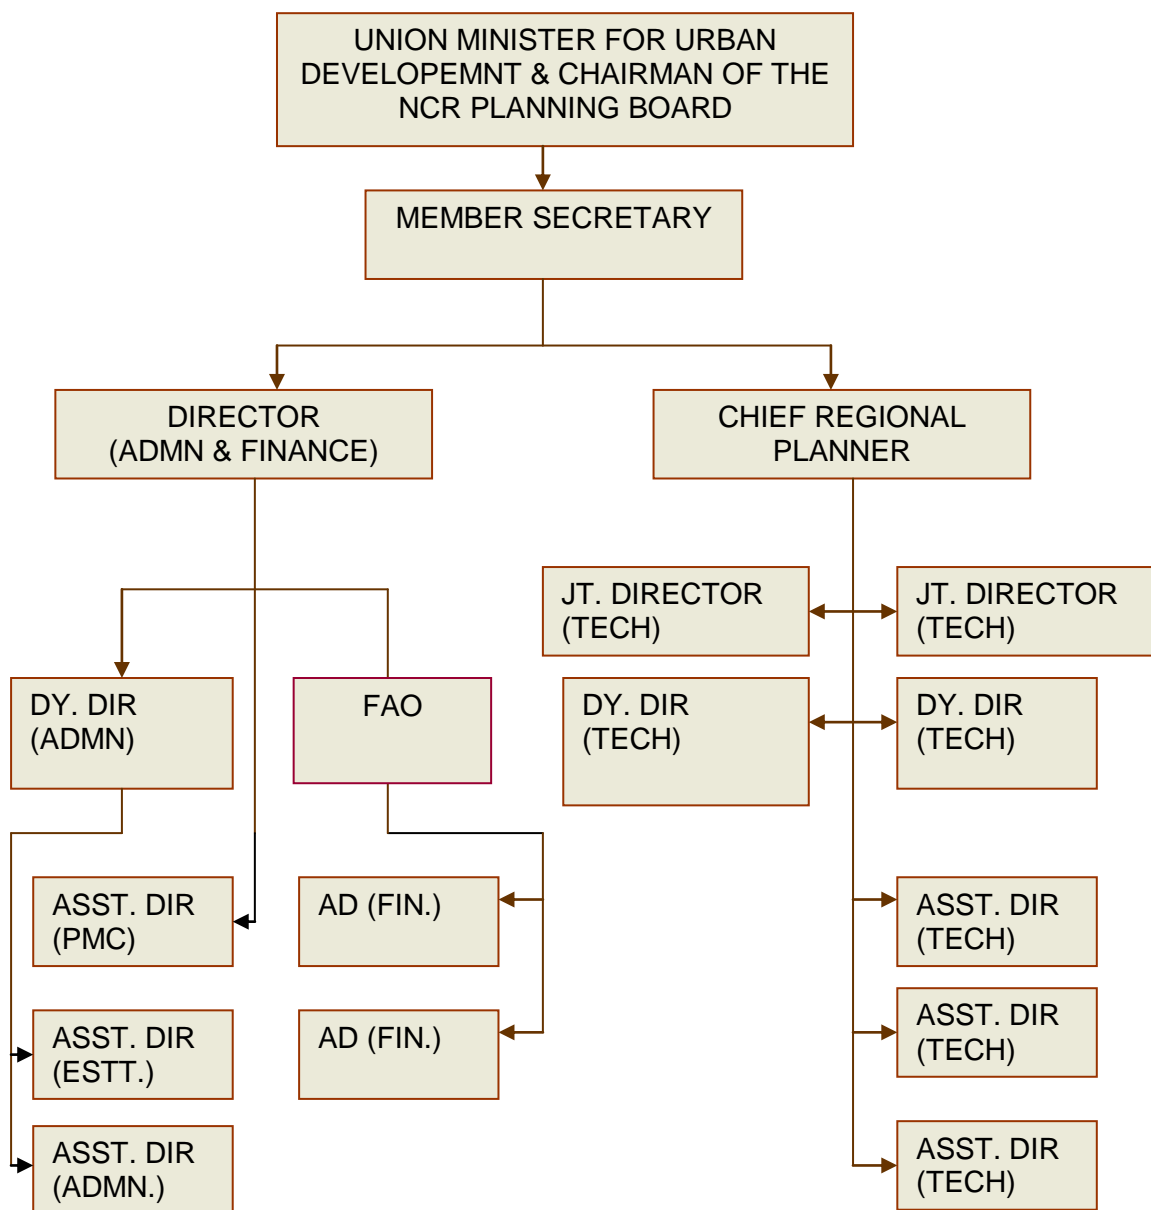 UNION MINISTER FOR URBAN
DEVELOPEMNT & CHAIRMAN OF THE
NCR PLANNING BOARD
MEMBER SECRETARY
DIRECTOR
(ADMN & FINANCE)
CHIEF REGIONAL
PLANNER
JT. DIRECTOR
(TECH)
JT. DIRECTOR
(TECH)
DY. DIR
(ADMN)
FAO
DY. DIR
(TECH)
DY. DIR
(TECH)
ASST. DIR
(PMC)
AD (FIN.)
ASST. DIR
(TECH)
ASST. DIR
(ESTT.)
AD (FIN.)
ASST. DIR
(TECH)
ASST. DIR
(ADMN.)
ASST. DIR
(TECH)